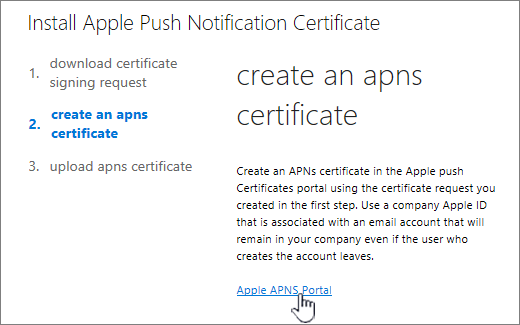 Install Apple Push Notification Certificate
1. download certificate
signing request
2. create an apns
certificate
3. upload apns certificate
create an apns
certificate
Create an APNs certificate in the Apple push
Certificates portal using the certificate request you
created in the first step. Use a company Apple ID
that is associated with an email account that will
remain in your company even if the user who
creates the account leaves.
Apple APNS Portal